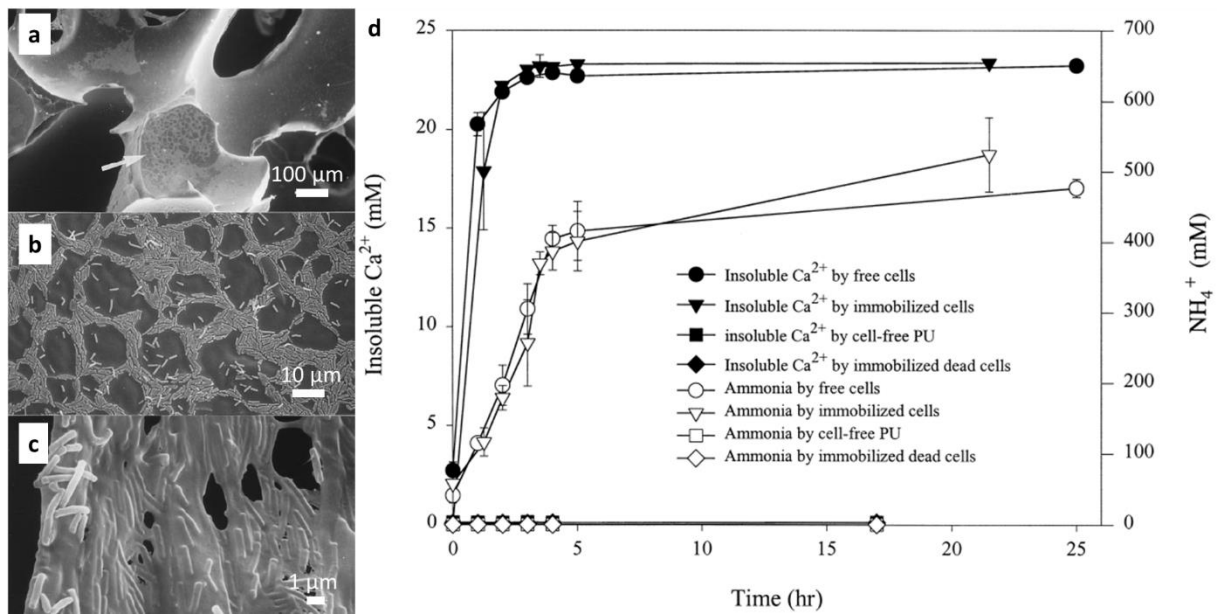 a
100 μm
b
10 μm
c
1 μm
d
25
20
15
10
5
0
Insoluble Ca²⁺ (mM)
700
600
500
400
300
200
100
0
NH₄⁺ (mM)
Insoluble Ca²⁺ by free cells
Insoluble Ca²⁺ by immobilized cells
insoluble Ca²⁺ by cell-free PU
Insoluble Ca²⁺ by immobilized dead cells
Ammonia by free cells
Ammonia by immobilized cells
Ammonia by cell-free PU
Ammonia by immobilized dead cells
0 5 10 15 20 25
Time (hr)